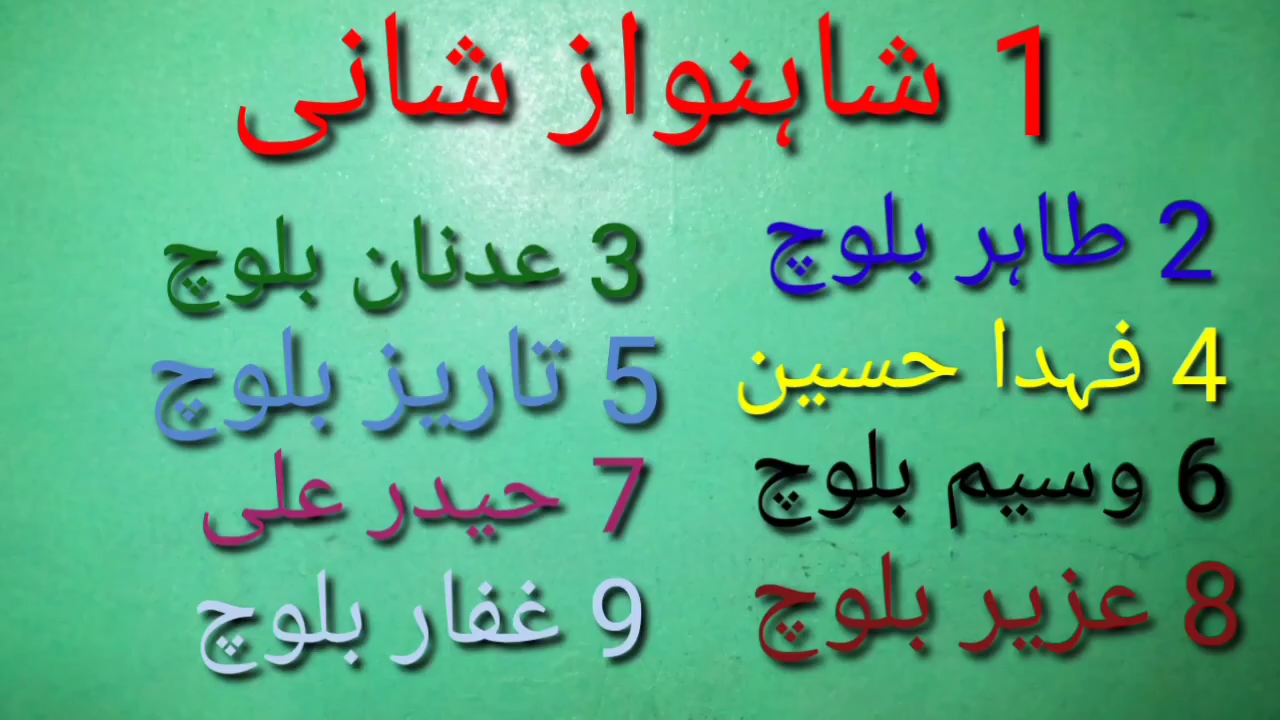 1 شاہنواز شانی
2 طاہر بلوچ
3 عدنان بلوچ
4 فہدا حسین
5 تاریز بلوچ
6 وسیم بلوچ
7 حیدر علی
8 عزیر بلوچ
9 غفار بلوچ